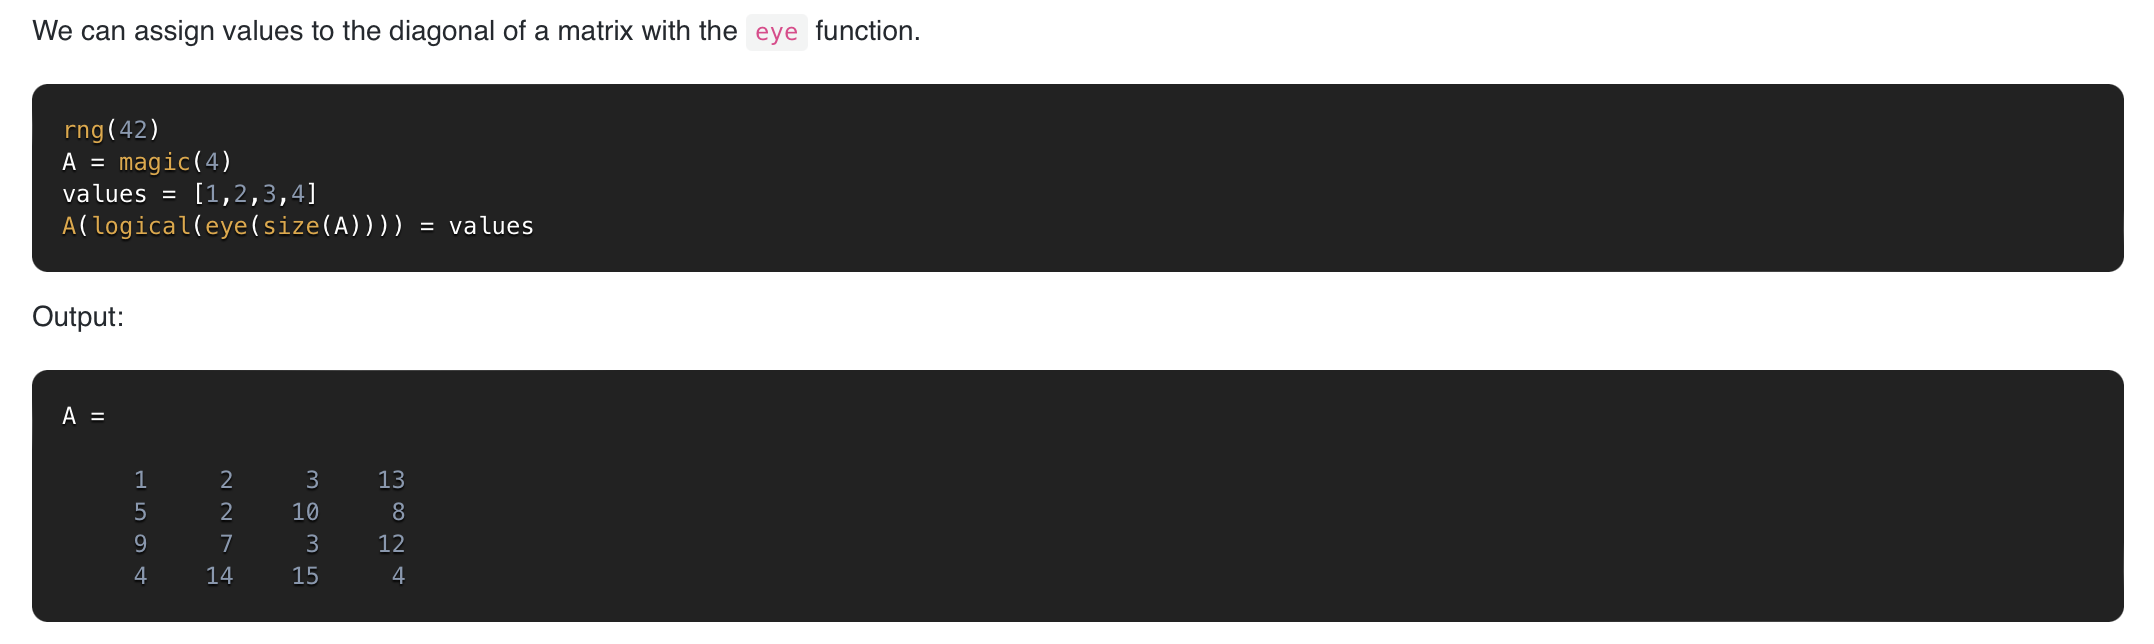 We can assign values to the diagonal of a matrix with the eye function.
rng(42)
A = magic(4)
values = [1,2,3,4]
A(logical(eye(size(A)))) = values
Output:
A =
1 2 3 13
5 2 10 8
9 7 3 12
4 14 15 4